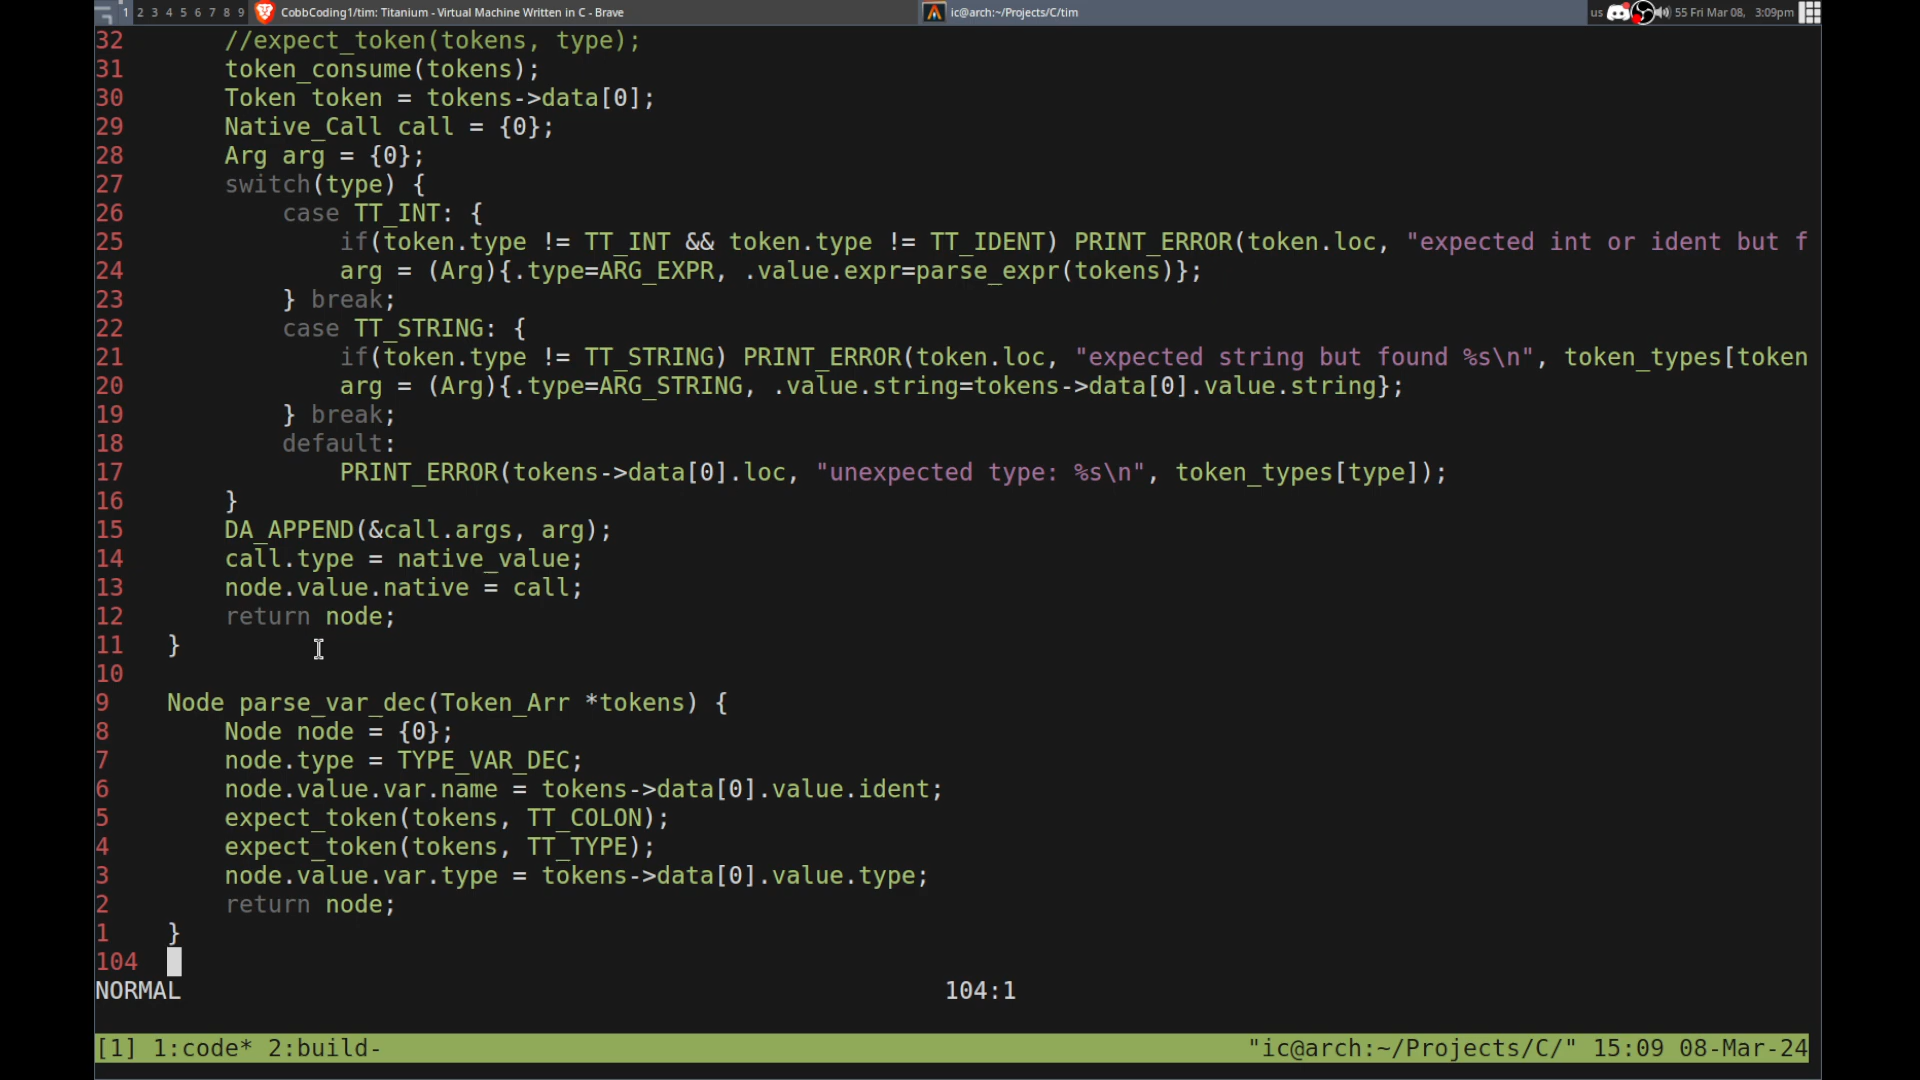 1 2 3 4 5 6 7 8 9 CobbCoding1/tim: Titanium - Virtual Machine Written in C - Brave ic@arch:~/Projects/C/tim us 55 Fri Mar 08, 3:09pm
32 //expect_token(tokens, type);
31 token_consume(tokens);
30 Token token = tokens->data[0];
29 Native_Call call = {0};
28 Arg arg = {0};
27 switch(type) {
26 case TT_INT: {
25 if(token.type != TT_INT && token.type != TT_IDENT) PRINT_ERROR(token.loc, "expected int or ident but f
24 arg = (Arg){.type=ARG_EXPR, .value.expr=parse_expr(tokens)};
23 } break;
22 case TT_STRING: {
21 if(token.type != TT_STRING) PRINT_ERROR(token.loc, "expected string but found %s\n", token_types[token
20 arg = (Arg){.type=ARG_STRING, .value.string=tokens->data[0].value.string};
19 } break;
18 default:
17 PRINT_ERROR(tokens->data[0].loc, "unexpected type: %s\n", token_types[type]);
16 }
15 DA_APPEND(&call.args, arg);
14 call.type = native_value;
13 node.value.native = call;
12 return node;
11 }
10
9 Node parse_var_dec(Token_Arr *tokens) {
8 Node node = {0};
7 node.type = TYPE_VAR_DEC;
6 node.value.var.name = tokens->data[0].value.ident;
5 expect_token(tokens, TT_COLON);
4 expect_token(tokens, TT_TYPE);
3 node.value.var.type = tokens->data[0].value.type;
2 return node;
1 }
104
NORMAL 104:1
[1] 1:code* 2:build- "ic@arch:~/Projects/C/" 15:09 08-Mar-24